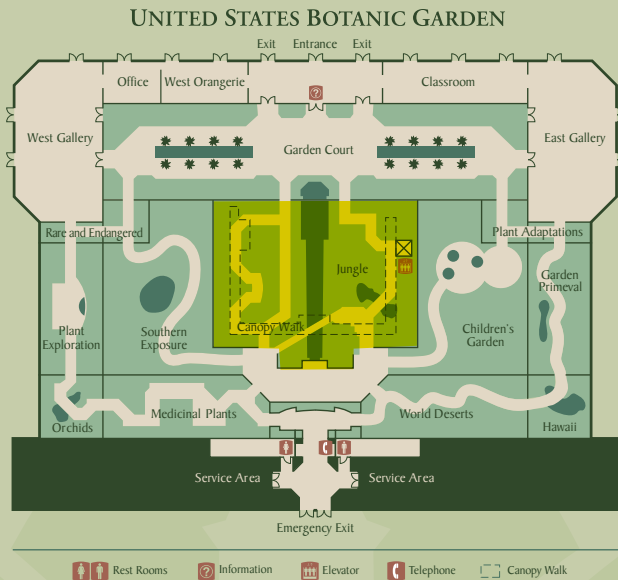 UNITED STATES BOTANIC GARDEN
Exit Entrance Exit
Office West Orangerie Classroom
?
West Gallery East Gallery
Garden Court
Rare and Endangered Plant Adaptations
Jungle
Garden
Primeval
Canopy Walk
Plant
Exploration
Southern
Exposure
Children's
Garden
Medicinal Plants World Deserts
Orchids Hawaii
Service Area Service Area
Emergency Exit
Rest Rooms ? Information Elevator Telephone Canopy Walk